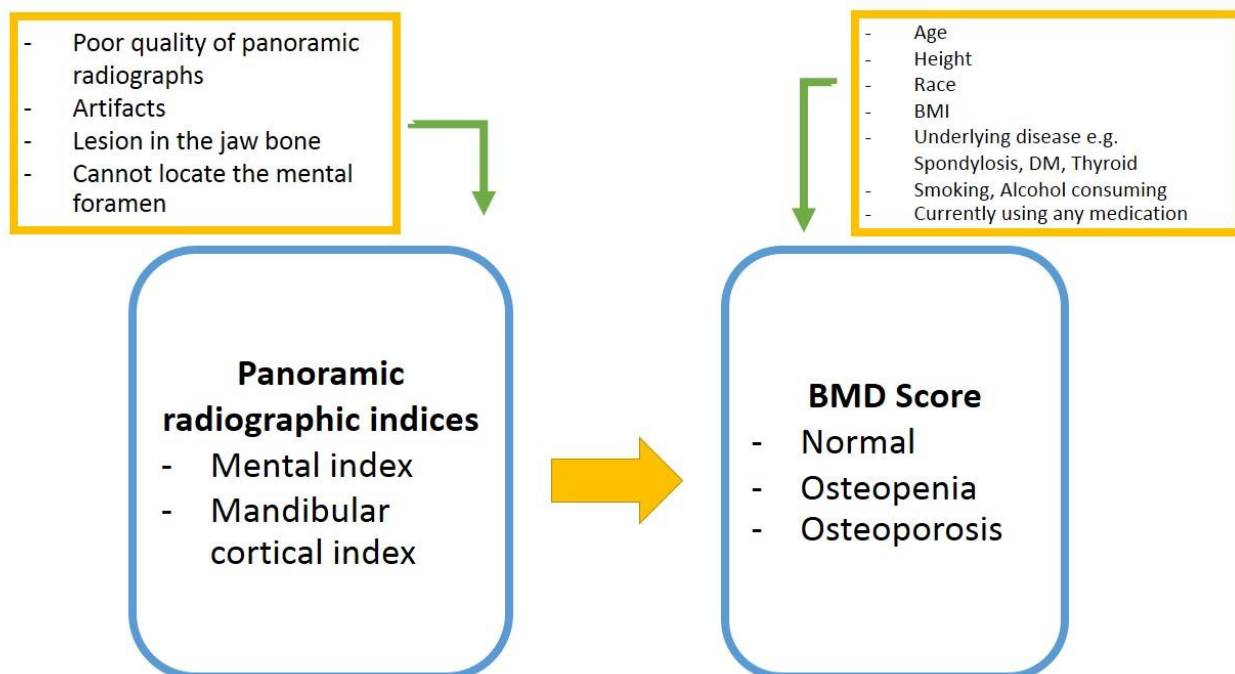 - Poor quality of panoramic
radiographs
- Artifacts
- Lesion in the jaw bone
- Cannot locate the mental
foramen
- Age
- Height
- Race
- BMI
- Underlying disease e.g.
Spondylosis, DM, Thyroid
- Smoking, Alcohol consuming
- Currently using any medication
Panoramic
radiographic indices
- Mental index
- Mandibular
cortical index
BMD Score
- Normal
- Osteopenia
- Osteoporosis